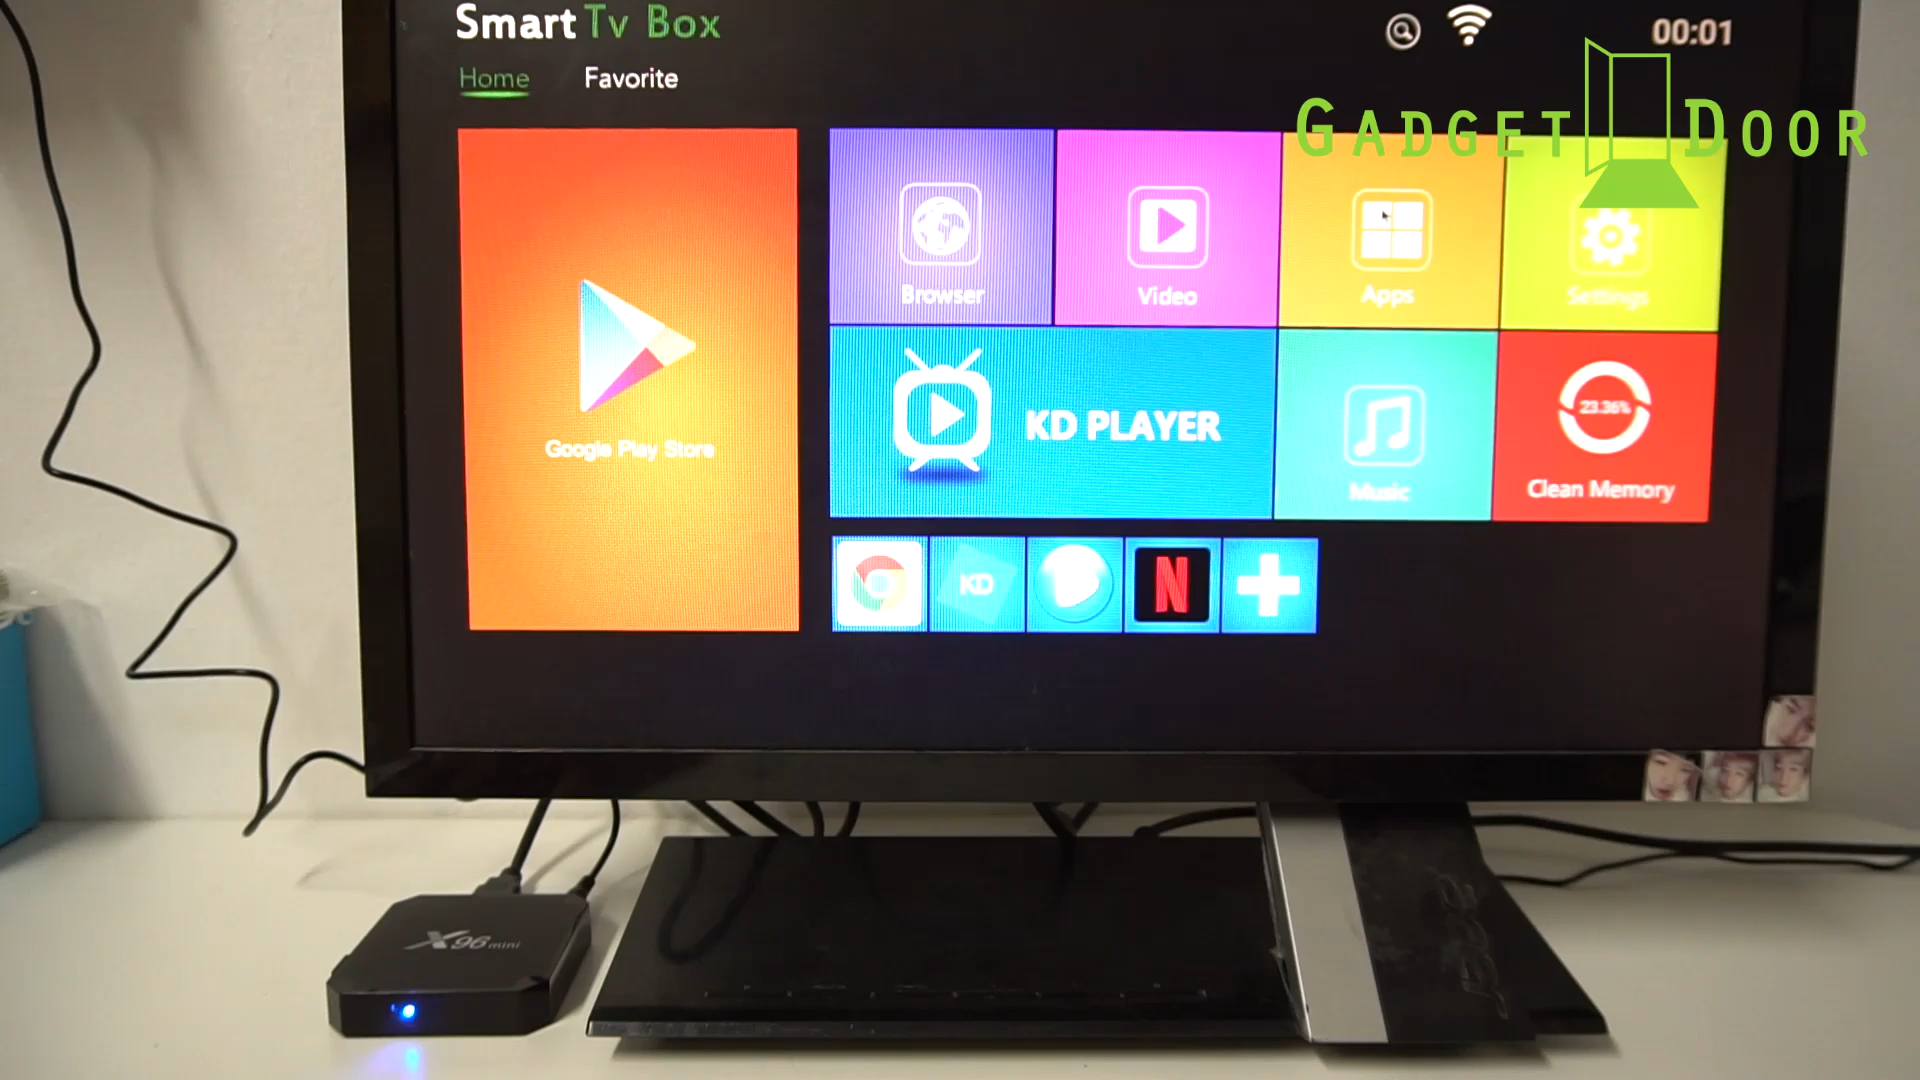 Smart Tv Box
00:01
Home Favorite
GADGET DOOR
Browser
Video
Apps
Settings
Google Play Store
KD PLAYER
Music
23.36%
Clean Memory
KD
N
X96 mini
acer